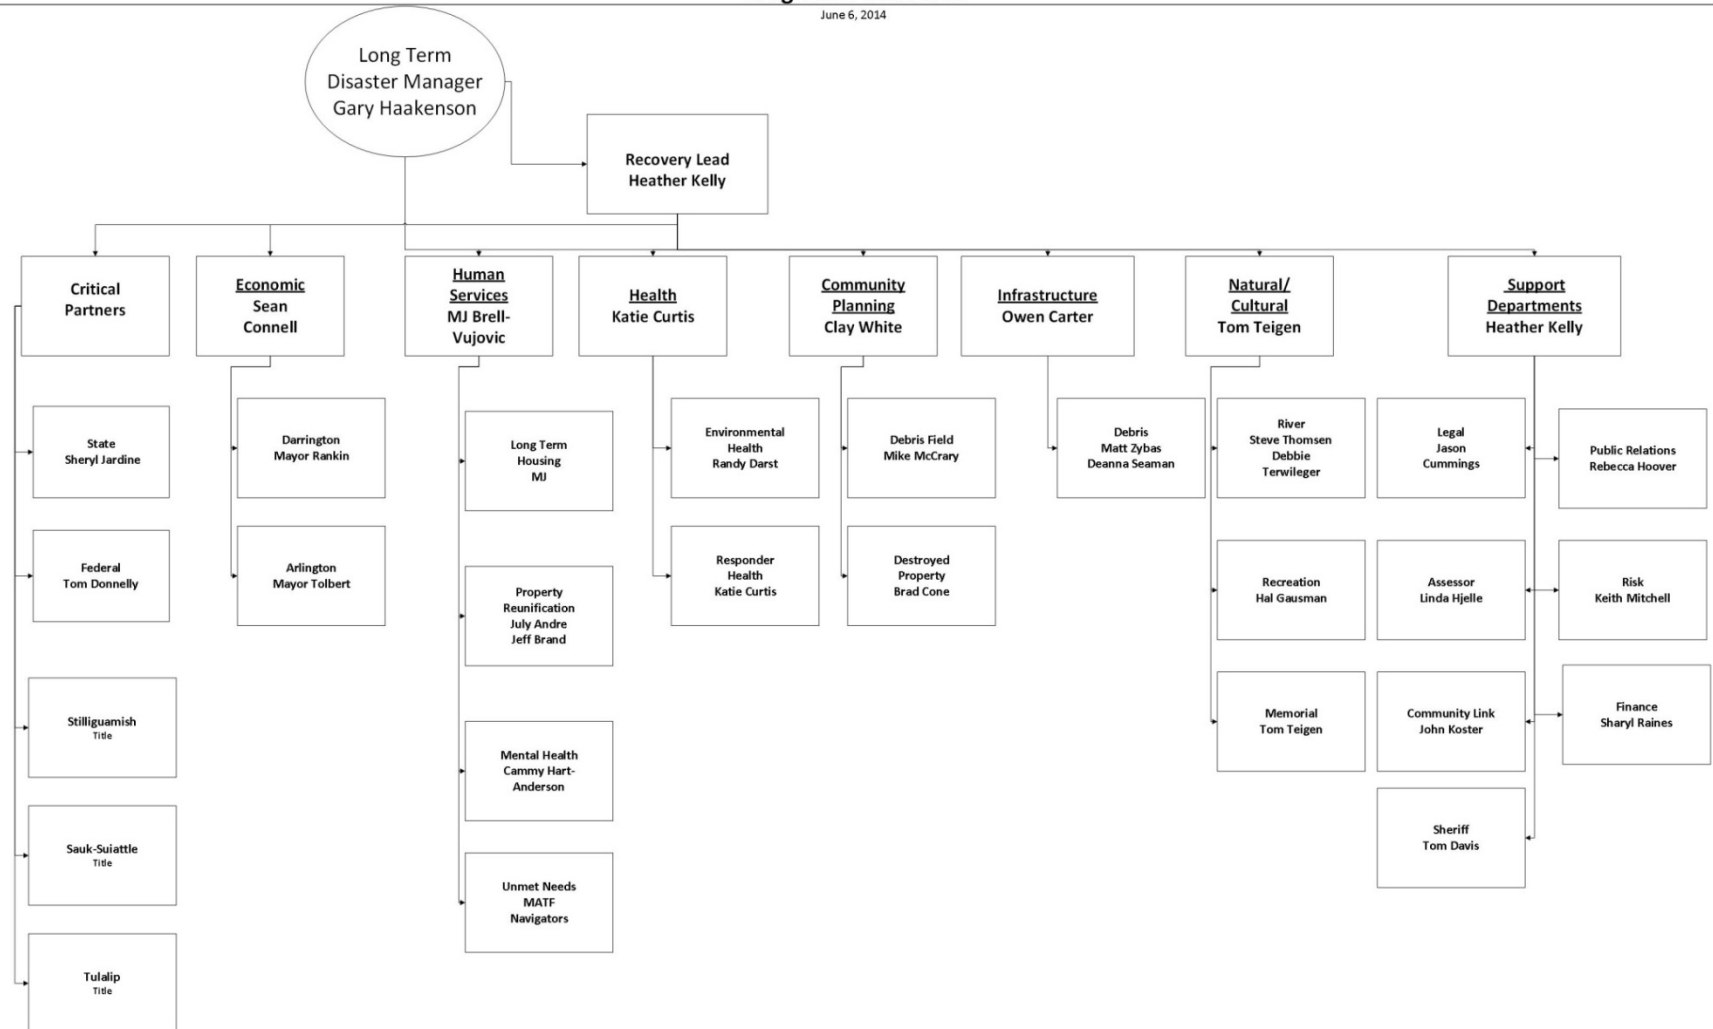 June 6, 2014
Long Term
Disaster Manager
Gary Haakenson
Recovery Lead
Heather Kelly
Critical
Partners
Economic
Sean
Connell
Human
Services
MJ Brell-
Vujovic
Health
Katie Curtis
Community
Planning
Clay White
Infrastructure
Owen Carter
Natural/
Cultural
Tom Teigen
Support
Departments
Heather Kelly
State
Sheryl Jardine
Federal
Tom Donnelly
Stilliguamish
Title
Sauk-Suiattle
Title
Tulalip
Title
Darrington
Mayor Rankin
Arlington
Mayor Tolbert
Long Term
Housing
MJ
Property
Reunification
July Andre
Jeff Brand
Mental Health
Cammy Hart-
Anderson
Unmet Needs
MATF
Navigators
Environmental
Health
Randy Darst
Responder
Health
Katie Curtis
Debris Field
Mike McCrary
Destroyed
Property
Brad Cone
Debris
Matt Zybas
Deanna Seaman
River
Steve Thomsen
Debbie
Terwileger
Recreation
Hal Gausman
Memorial
Tom Teigen
Legal
Jason
Cummings
Assessor
Linda Hjelle
Community Link
John Koster
Sheriff
Tom Davis
Public Relations
Rebecca Hoover
Risk
Keith Mitchell
Finance
Sharyl Raines